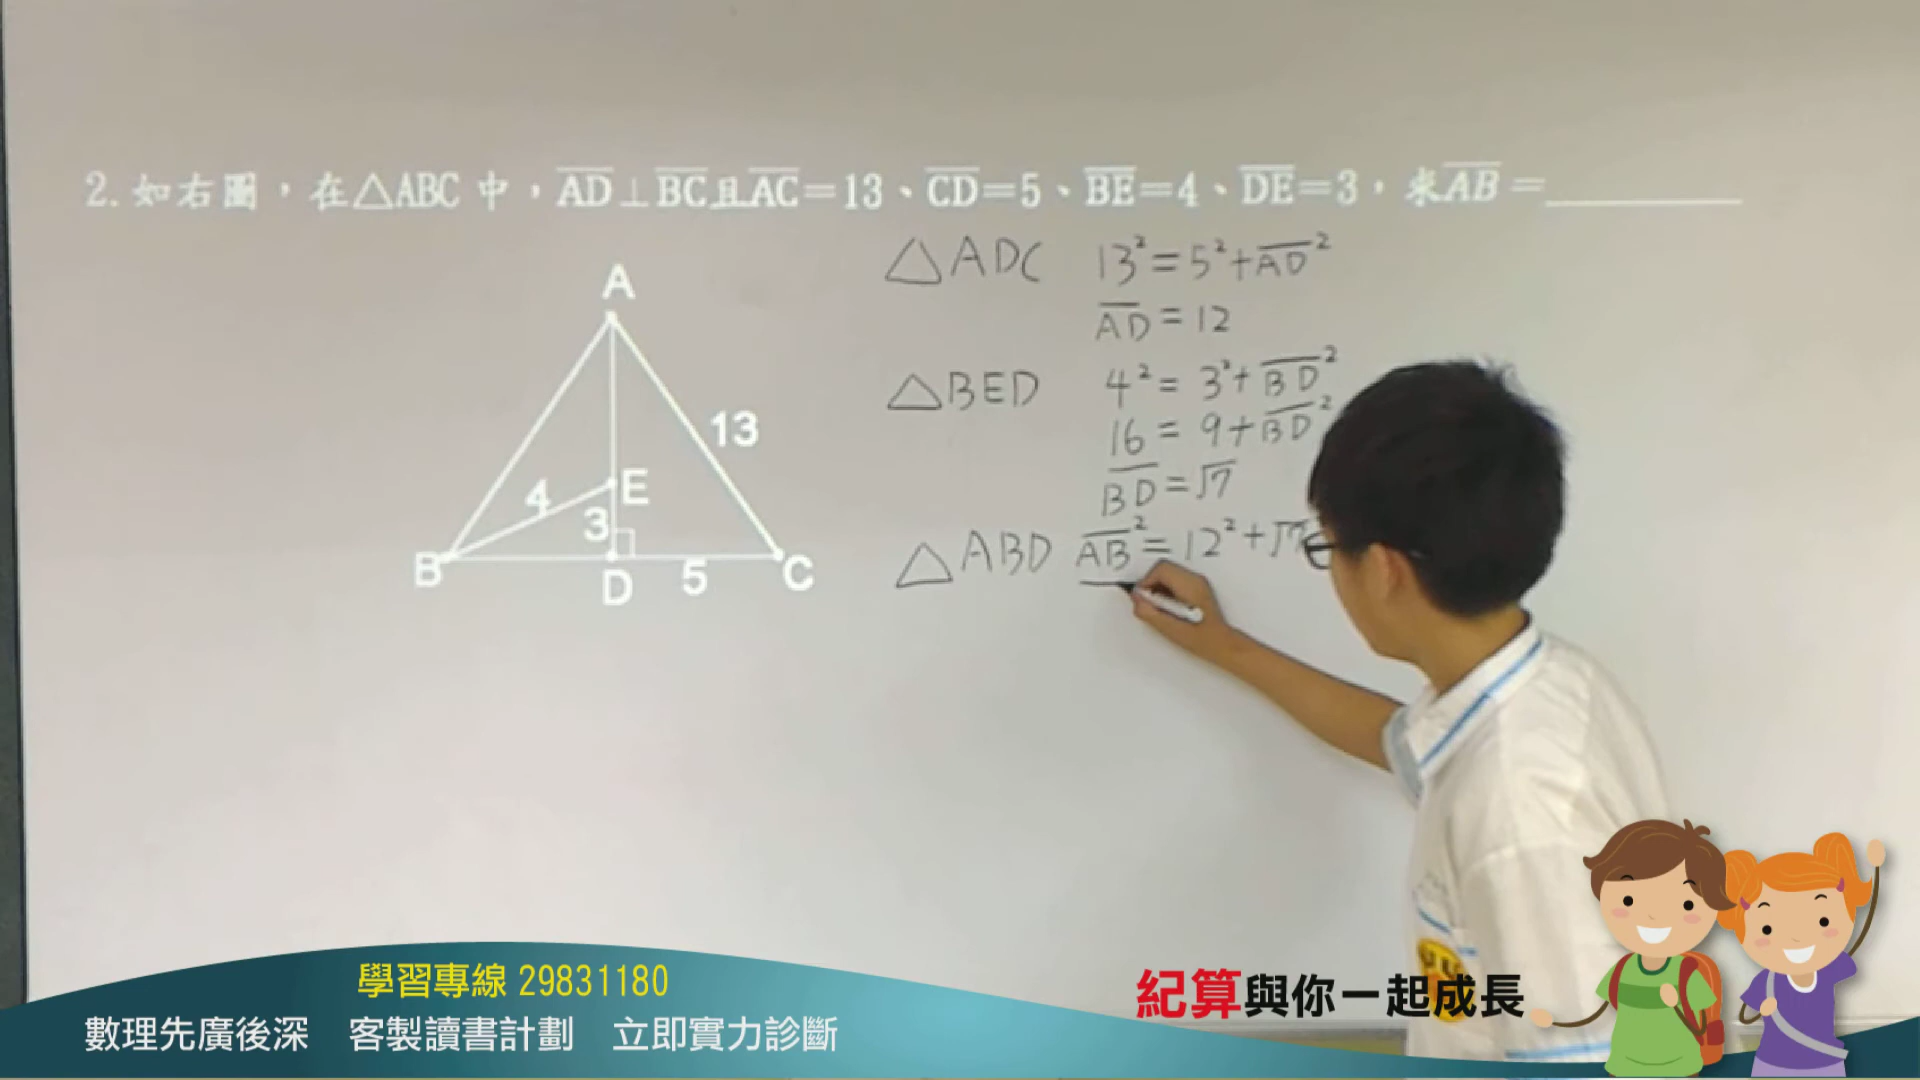 2.如右圖，在△ABC 中，AD⊥BC且AC=13、CD=5、BE=4、DE=3，求AB=
A
13
4
E
3
B
D
5
C
△ADC 13²=5²+AD²
AD=12
△BED 4²=3²+BD²
16=9+BD²
BD=√7
△ABD AB²=12²+√7
學習專線 29831180
數理先廣後深 客製讀書計劃 立即實力診斷
紀算與你一起成長